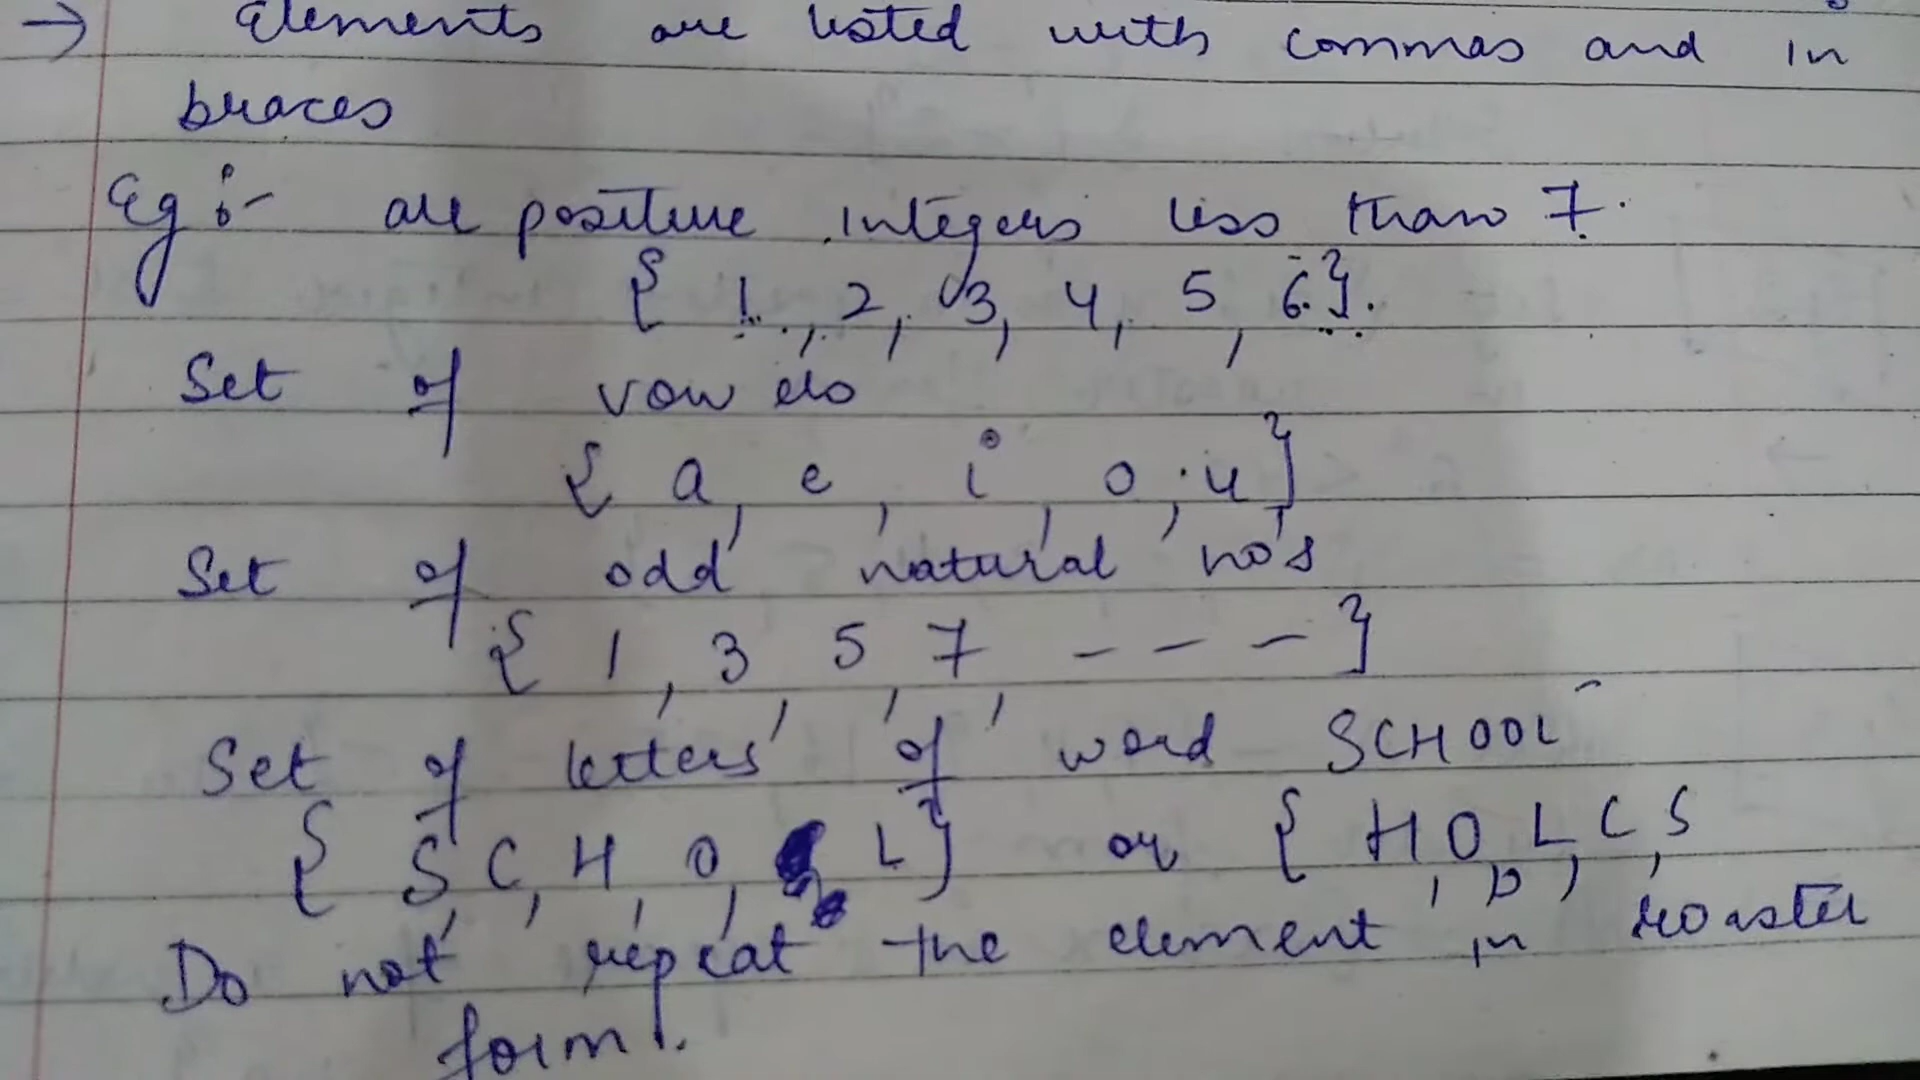 → Elements are listed with commas and in
braces
Eg :- all positive integers less than 7.
{ 1, 2, 3, 4, 5, 6 }.
Set of vowels
{ a, e, i, o, u }
Set of odd natural no's
{ 1, 3, 5, 7, - - - }
Set of letters of word SCHOOL
{ S, C, H, O, L } or { H, O, L, C, S
Do not repeat the element in roaster
form.